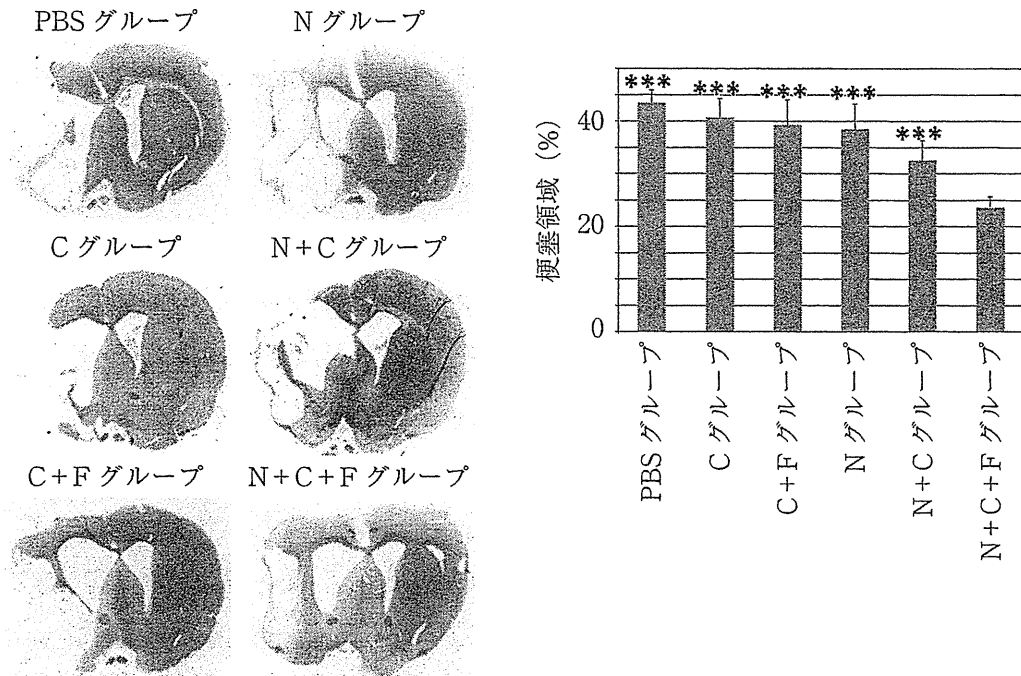 PBS グループ
N グループ
C グループ
N+C グループ
C+F グループ
N+C+F グループ
梗塞領域 (%)
40
20
0
***
***
***
***
***
PBS グループ
C グループ
C+F グループ
N グループ
N+C グループ
N+C+F グループ